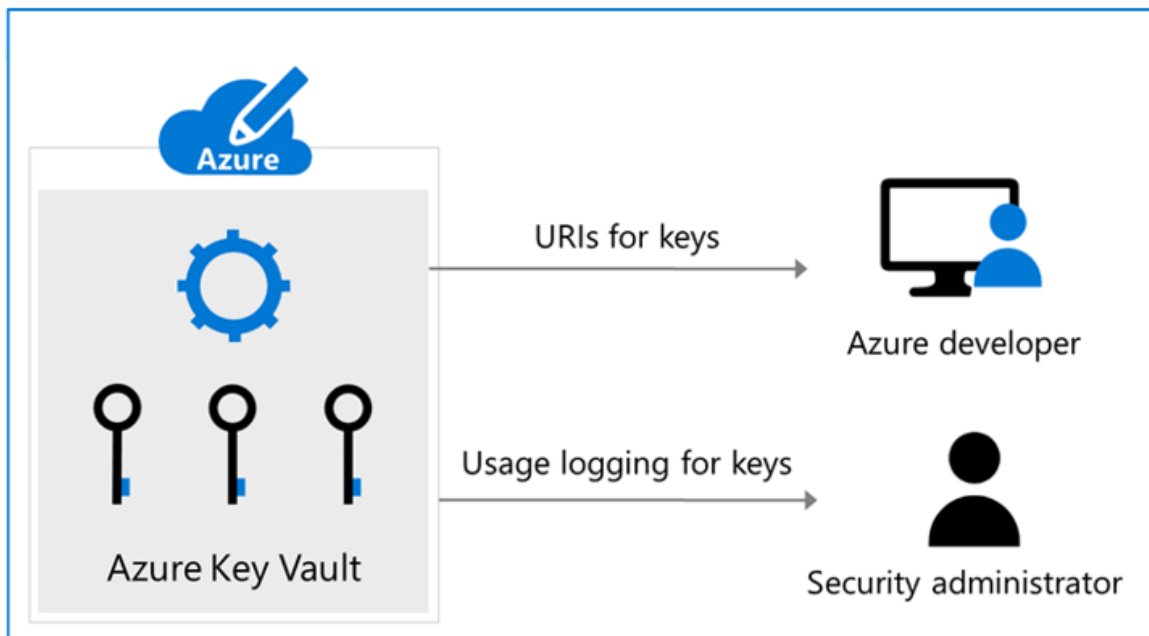 Azure
URIs for keys
Azure developer
Usage logging for keys
Azure Key Vault
Security administrator